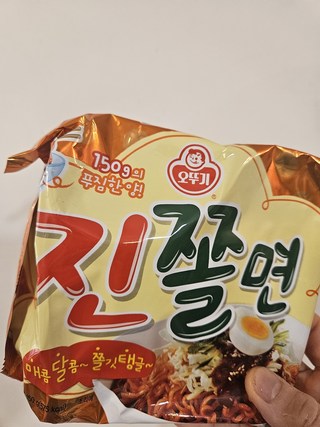 150g의
푸짐한 양
오뚜기
진
쫄면
매콤 달콤~ 쫄깃탱글~